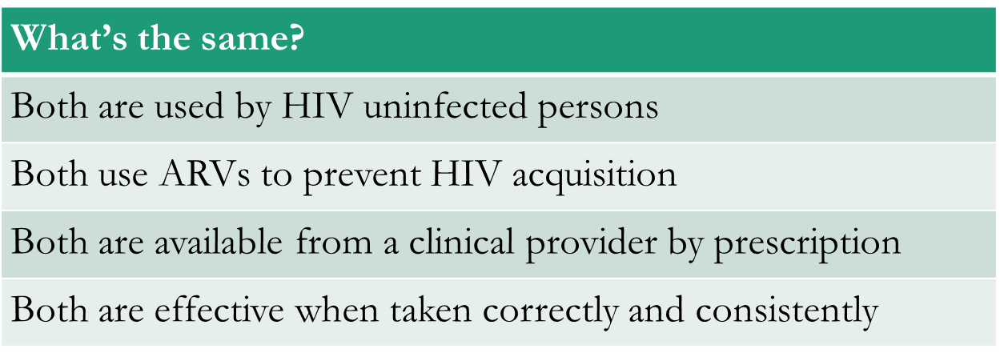 What’s the same?
Both are used by HIV uninfected persons
Both use ARVs to prevent HIV acquisition
Both are available from a clinical provider by prescription
Both are effective when taken correctly and consistently